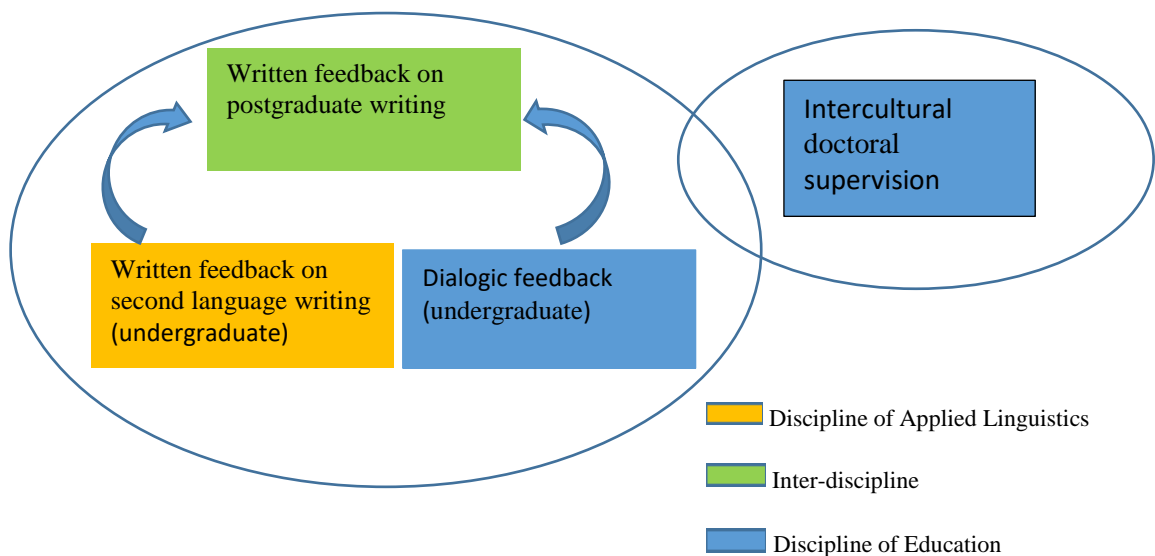 Written feedback on
postgraduate writing
Intercultural
doctoral
supervision
Written feedback on
second language writing
(undergraduate)
Dialogic feedback
(undergraduate)
Discipline of Applied Linguistics
Inter-discipline
Discipline of Education